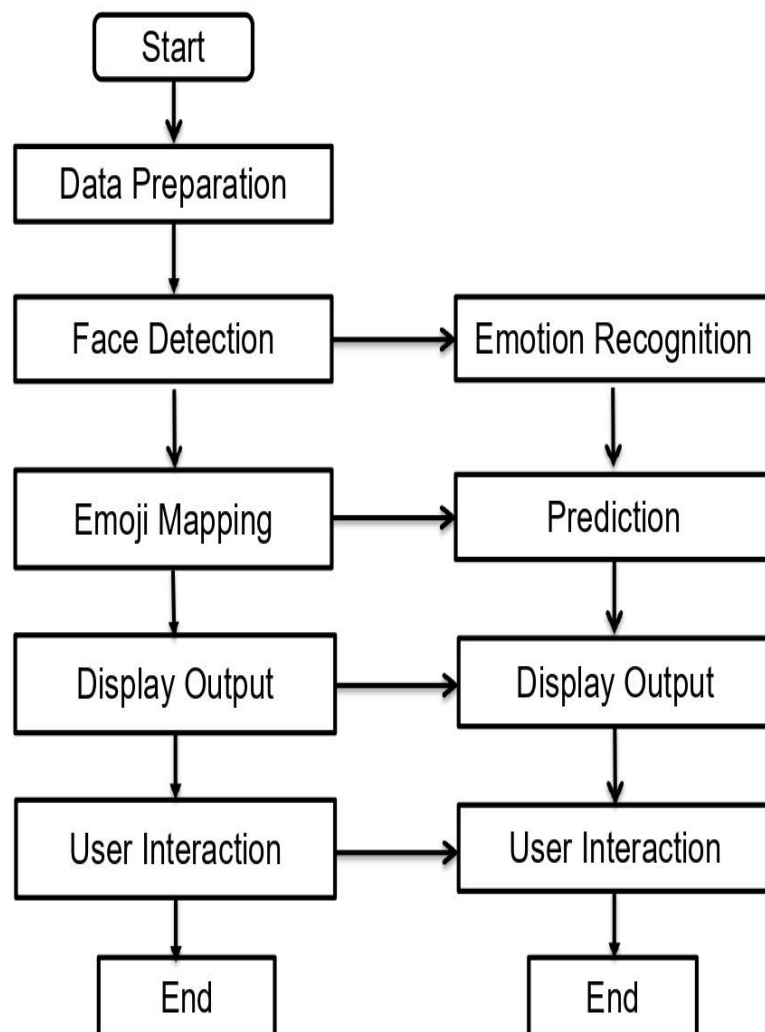 Start
Data Preparation
Face Detection
Emotion Recognition
Emoji Mapping
Prediction
Display Output
Display Output
User Interaction
User Interaction
End
End